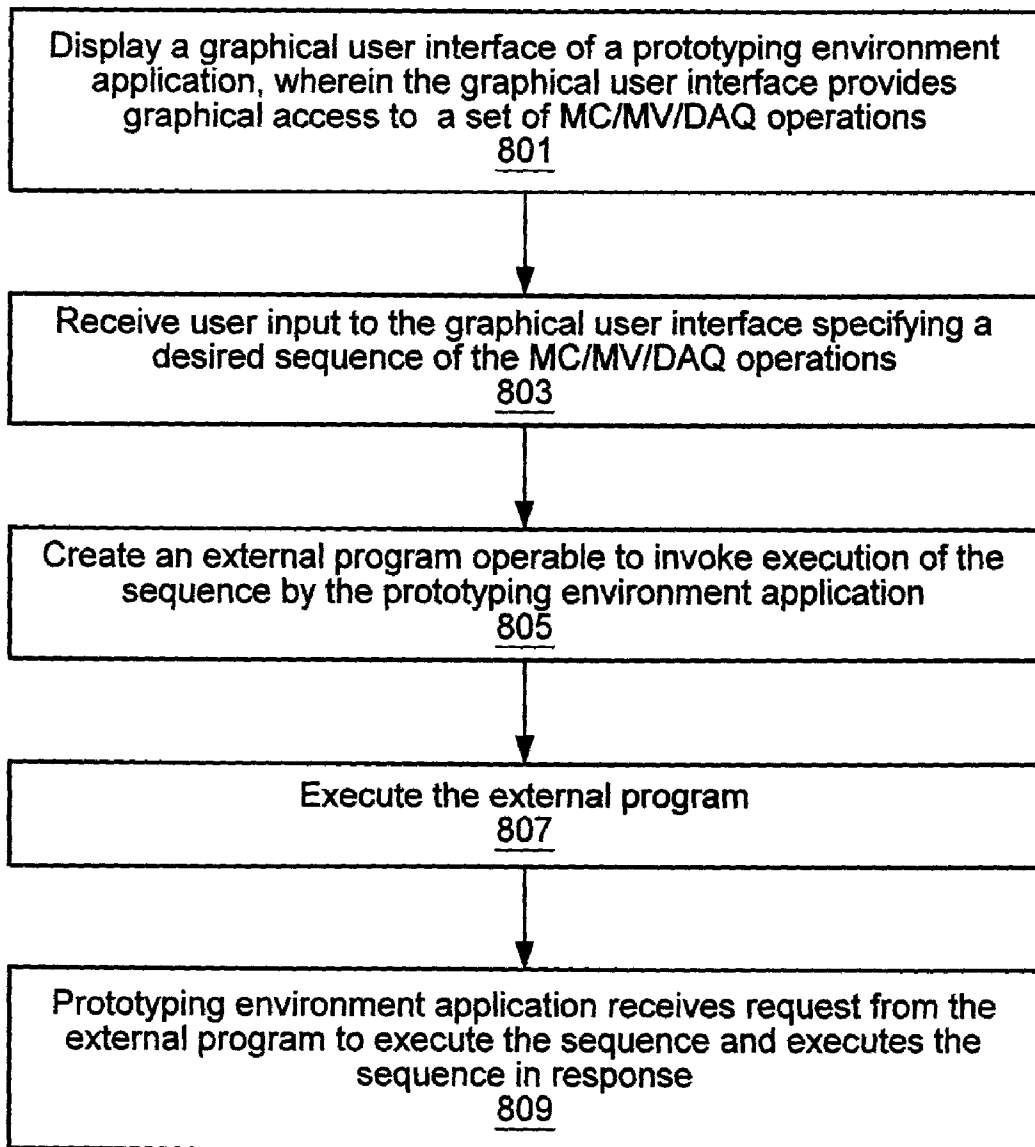 Display a graphical user interface of a prototyping environment
application, wherein the graphical user interface provides
graphical access to a set of MC/MV/DAQ operations
801
Receive user input to the graphical user interface specifying a
desired sequence of the MC/MV/DAQ operations
803
Create an external program operable to invoke execution of the
sequence by the prototyping environment application
805
Execute the external program
807
Prototyping environment application receives request from the
external program to execute the sequence and executes the
sequence in response
809